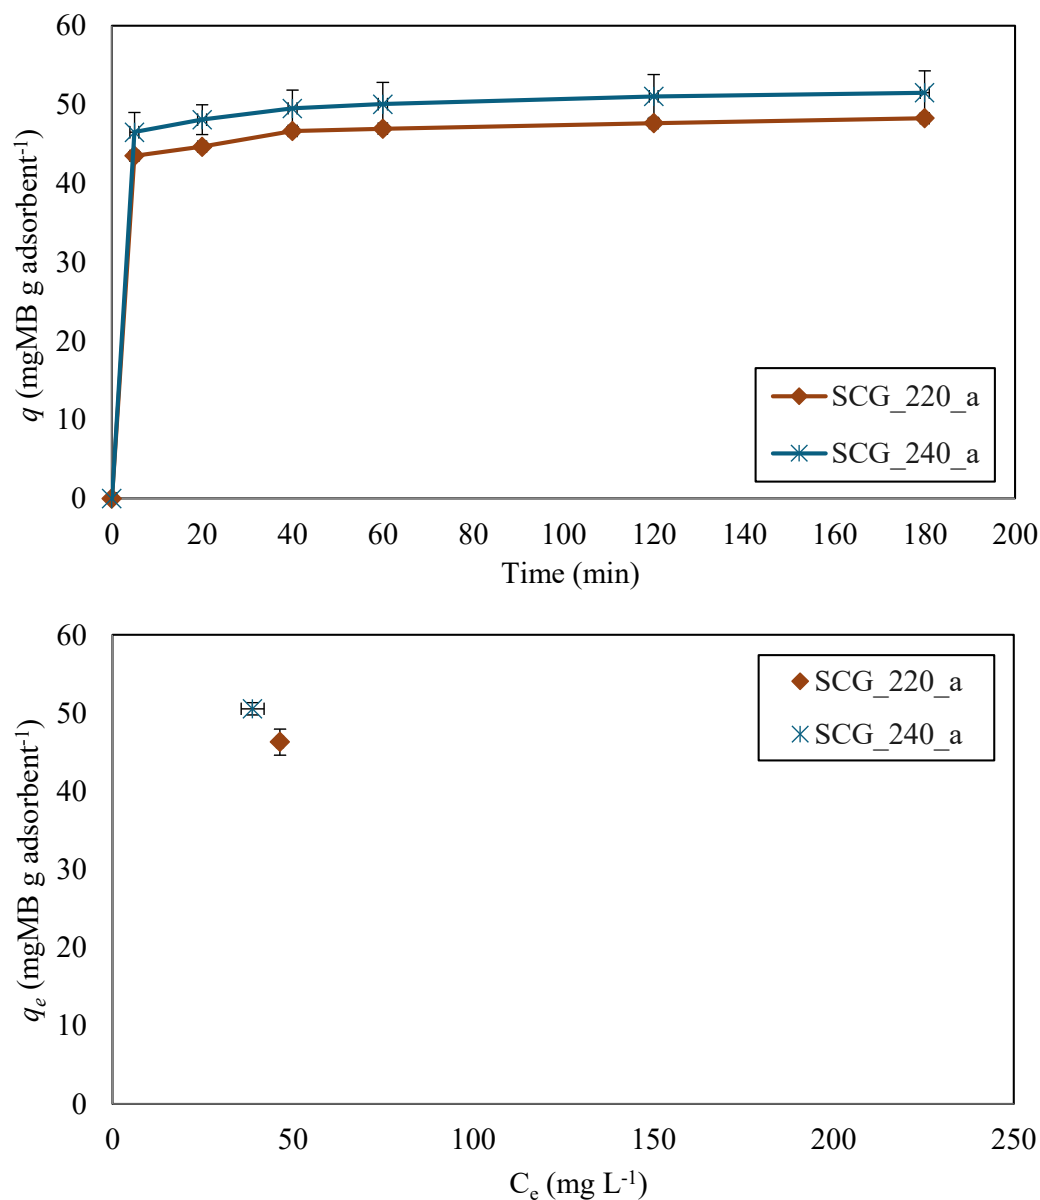 60
50
40
30
20
10
0
q (mgMB g adsorbent⁻¹)
SCG_220_a
SCG_240_a
0 20 40 60 80 100 120 140 160 180 200
Time (min)
60
50
40
30
20
10
0
qₑ (mgMB g adsorbent⁻¹)
SCG_220_a
SCG_240_a
0 50 100 150 200 250
Cₑ (mg L⁻¹)